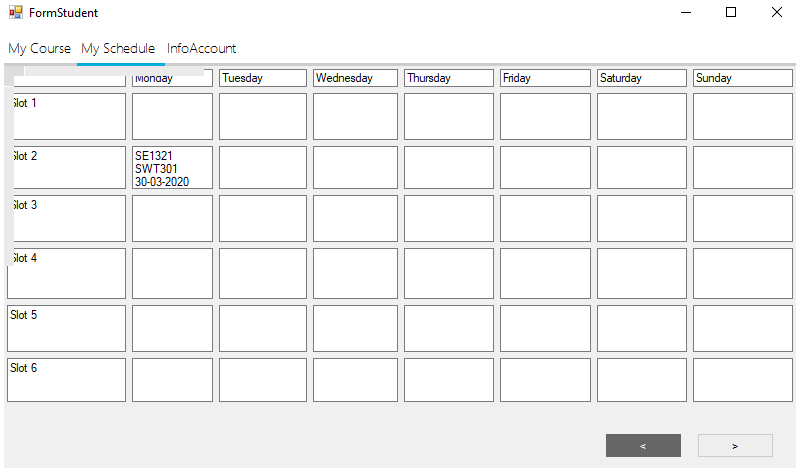 FormStudent
My Course My Schedule InfoAccount
Monday Tuesday Wednesday Thursday Friday Saturday Sunday
Slot 1
Slot 2
SE1321
SWT301
30-03-2020
Slot 3
Slot 4
Slot 5
Slot 6
< >